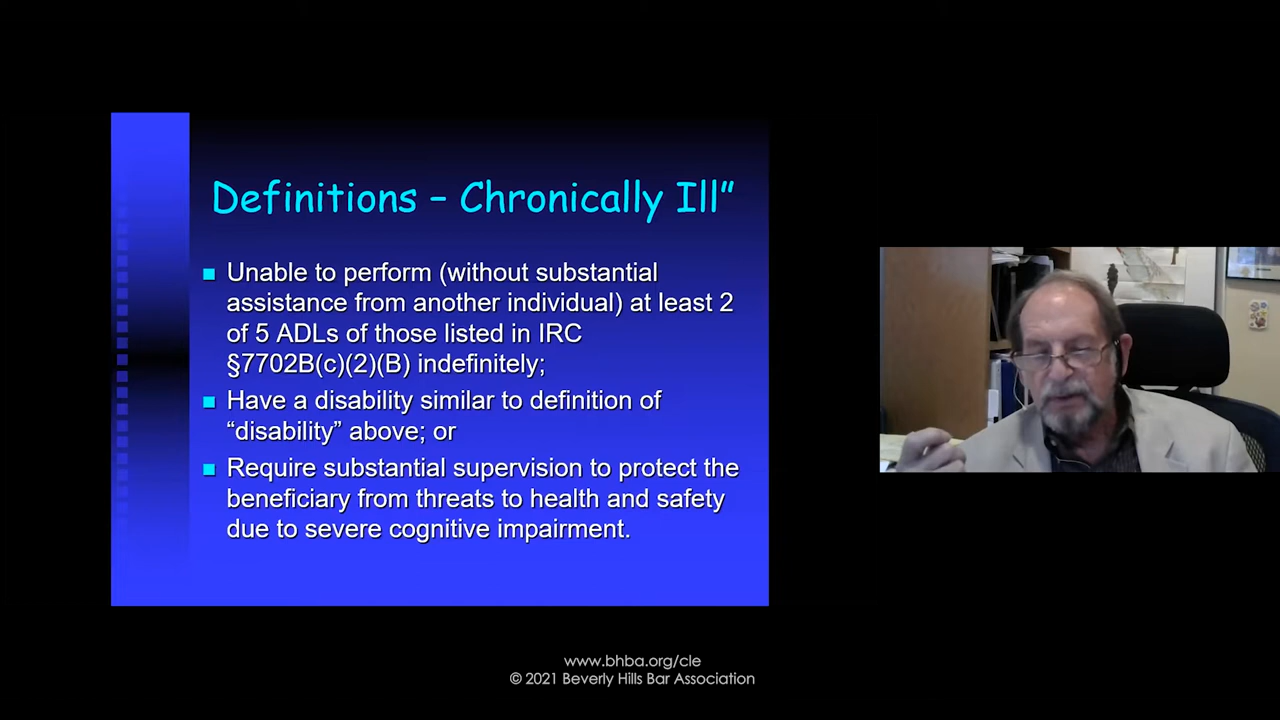 Definitions – Chronically Ill”
Unable to perform (without substantial
assistance from another individual) at least 2
of 5 ADLs of those listed in IRC
§7702B(c)(2)(B) indefinitely;
Have a disability similar to definition of
“disability” above; or
Require substantial supervision to protect the
beneficiary from threats to health and safety
due to severe cognitive impairment.
www.bhba.org/cle
© 2021 Beverly Hills Bar Association